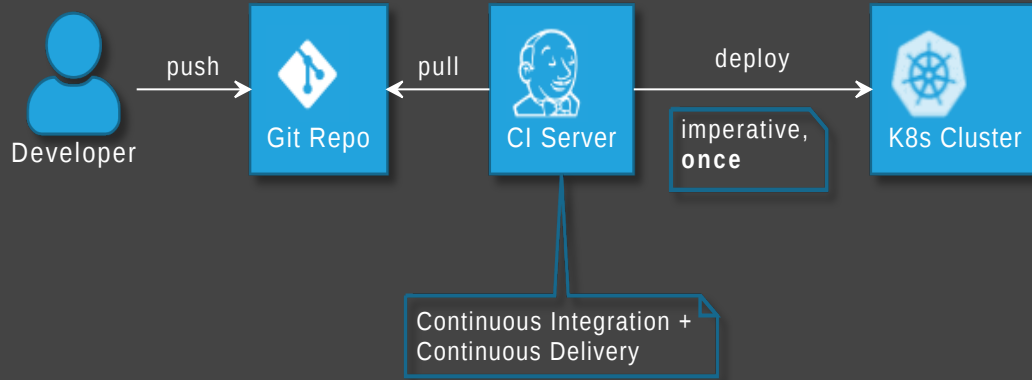 push
pull
deploy
Developer
Git Repo
CI Server
imperative,
once
K8s Cluster
Continuous Integration +
Continuous Delivery